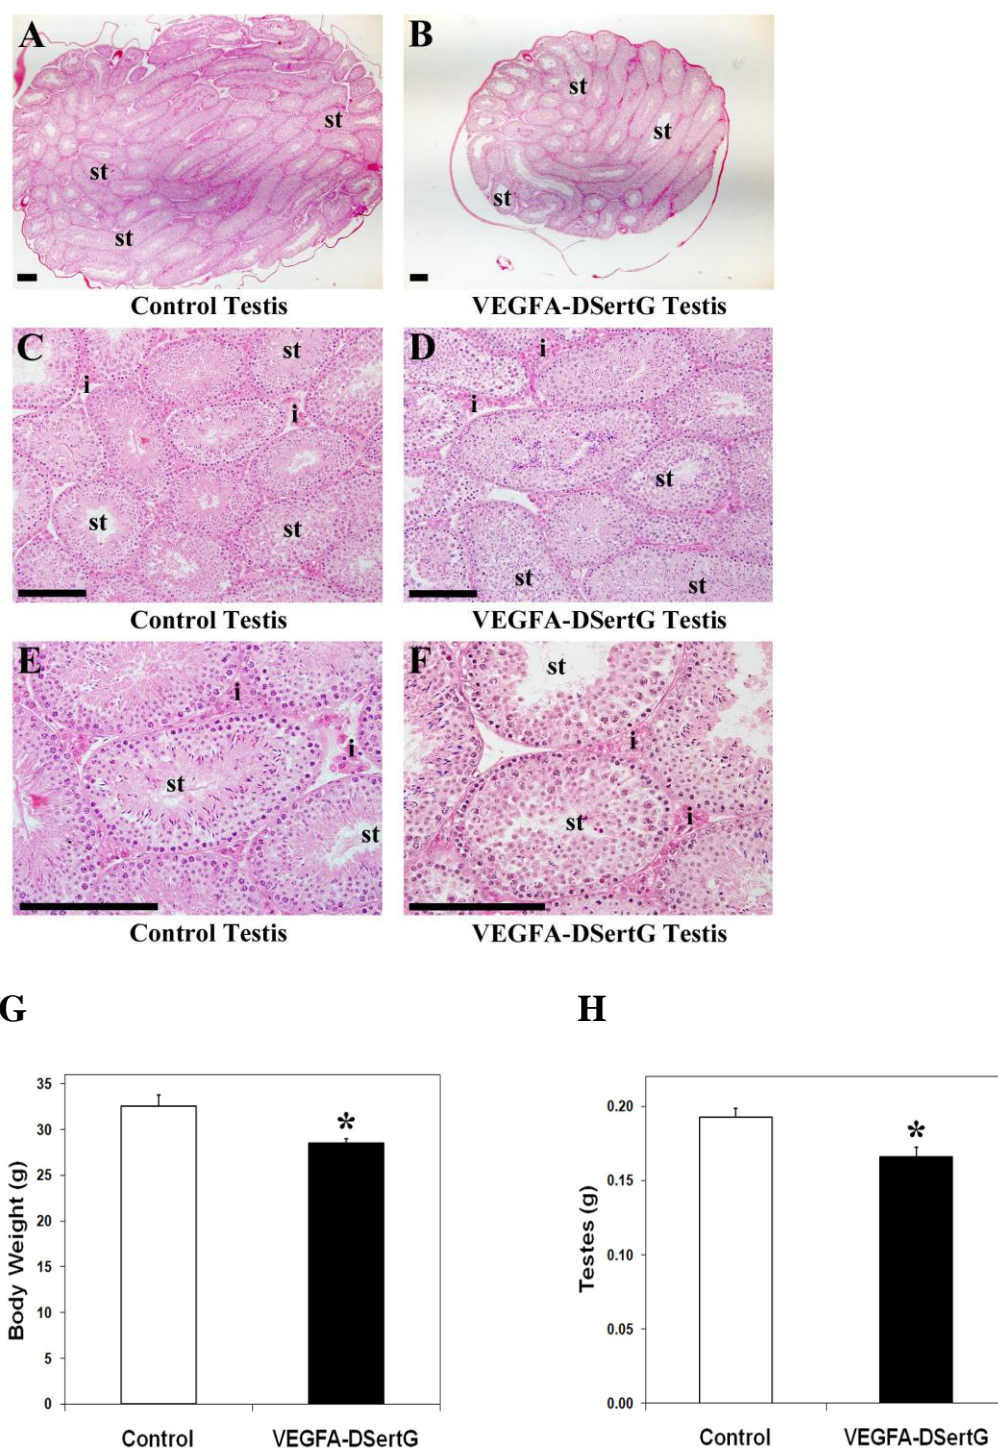 A
B
st
st
st
st
st
st
Control Testis
VEGFA-DSertG Testis
C
D
st
i
i
i
i
st
st
st
st
st
Control Testis
VEGFA-DSertG Testis
E
F
st
i
i
i
i
st
st
st
Control Testis
VEGFA-DSertG Testis
G
H
35
30
25
20
15
10
5
0
Body Weight (g)
*
Control
VEGFA-DSertG
0.20
0.15
0.10
0.05
0.00
Testes (g)
*
Control
VEGFA-DSertG